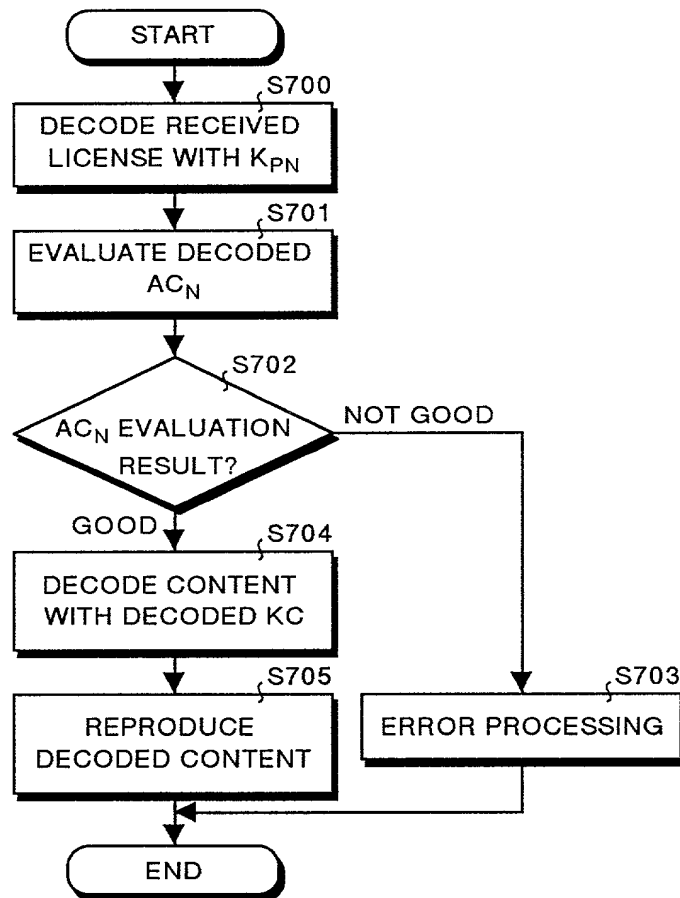 START
S700
DECODE RECEIVED
LICENSE WITH KPN
S701
EVALUATE DECODED
ACN
S702
ACN EVALUATION
RESULT?
NOT GOOD
GOOD
S704
DECODE CONTENT
WITH DECODED KC
S705
REPRODUCE
DECODED CONTENT
S703
ERROR PROCESSING
END